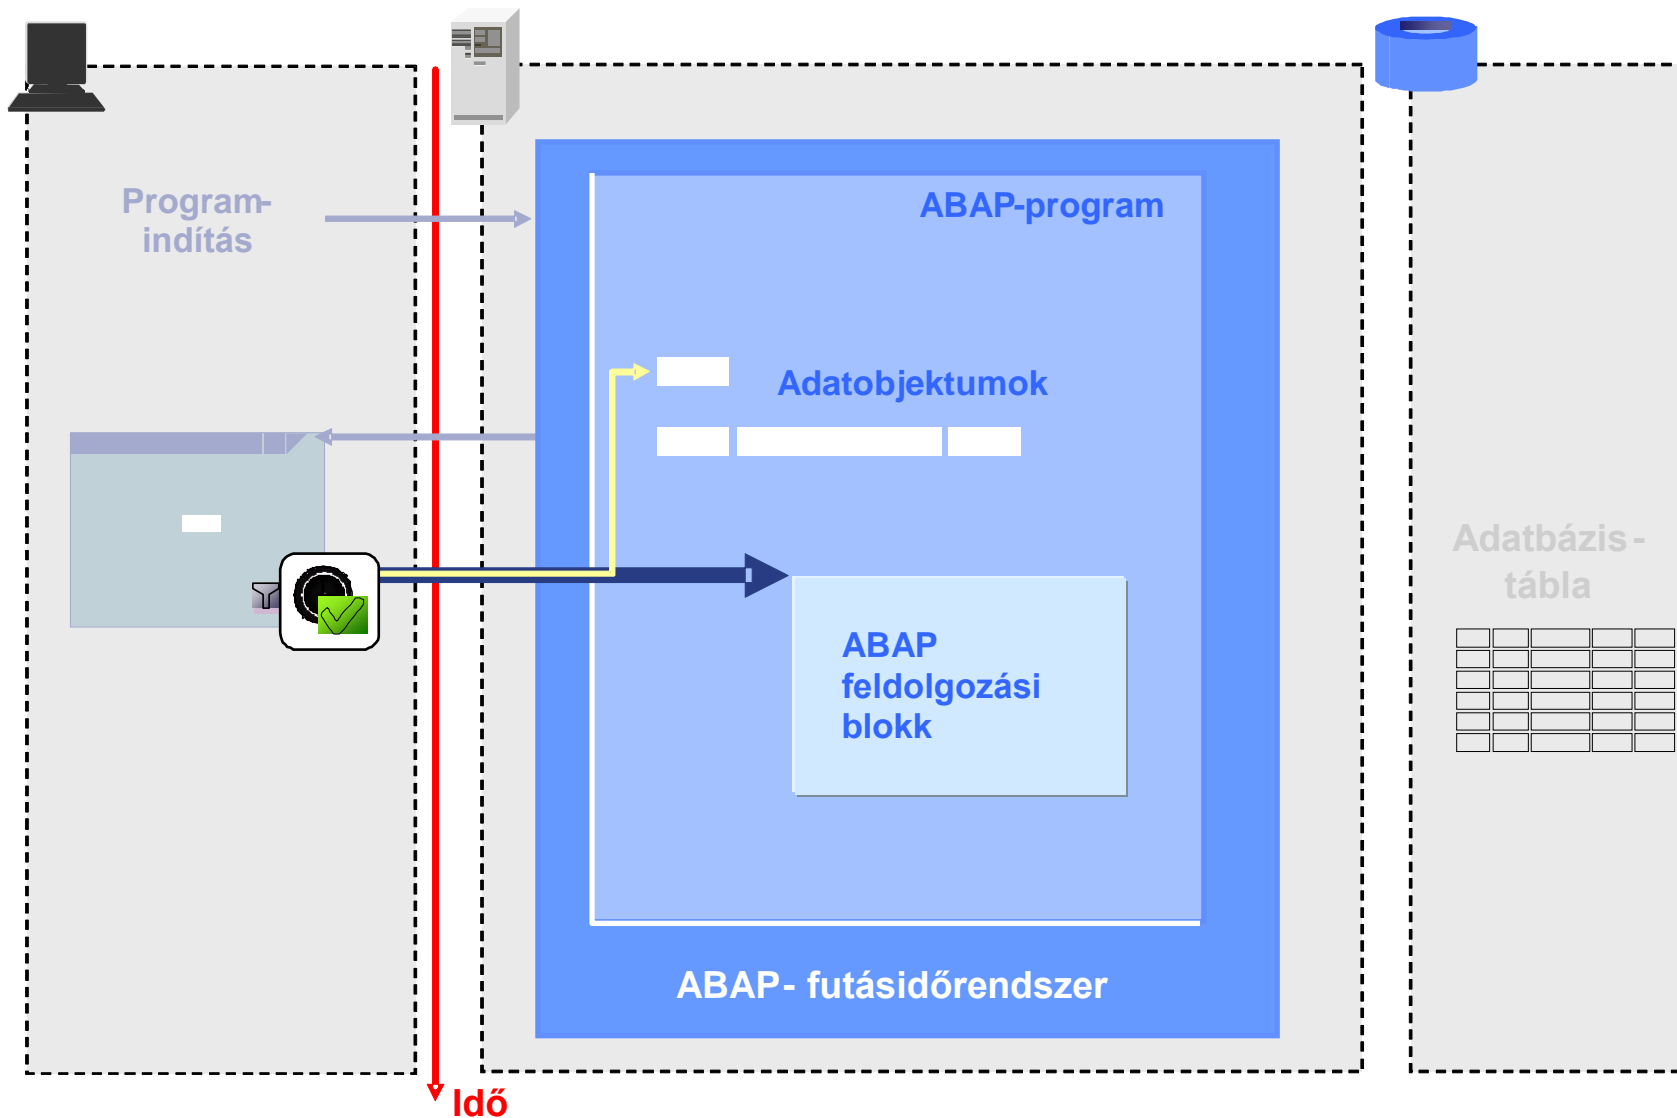 Program-
indítás
ABAP-program
Adatobjektumok
Adatbázis-
tábla
ABAP
feldolgozási
blokk
ABAP- futásidőrendszer
Idő